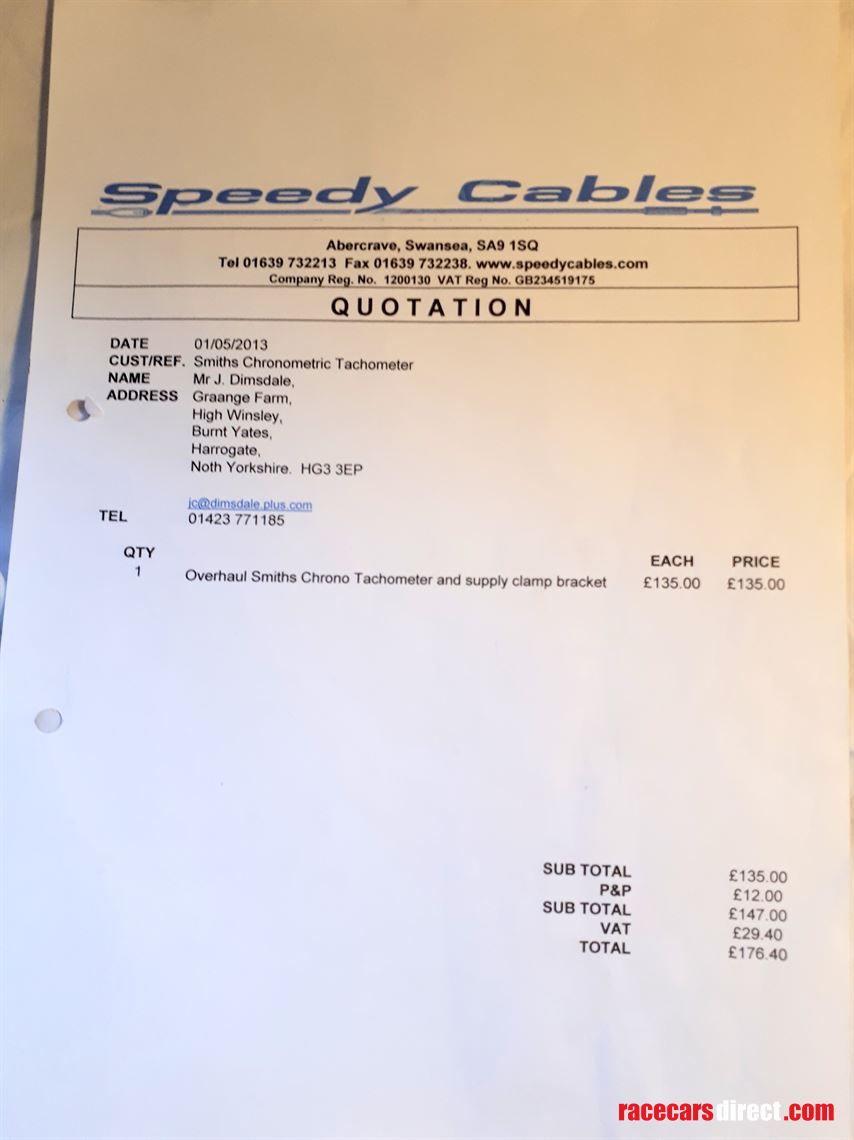 Speedy Cables
Abercrave, Swansea, SA9 1SQ
Tel 01639 732213 Fax 01639 732238. www.speedycables.com
Company Reg. No. 1200130 VAT Reg No. GB234519175
QUOTATION
DATE 01/05/2013
CUST/REF. Smiths Chronometric Tachometer
NAME Mr J. Dimsdale,
ADDRESS Graange Farm,
High Winsley,
Burnt Yates,
Harrogate,
Noth Yorkshire. HG3 3EP
jc@dimsdale.plus.com
TEL 01423 771185
QTY EACH PRICE
1 Overhaul Smiths Chrono Tachometer and supply clamp bracket £135.00 £135.00
SUB TOTAL £135.00
P&P £12.00
SUB TOTAL £147.00
VAT £29.40
TOTAL £176.40
racecarsdirect.com